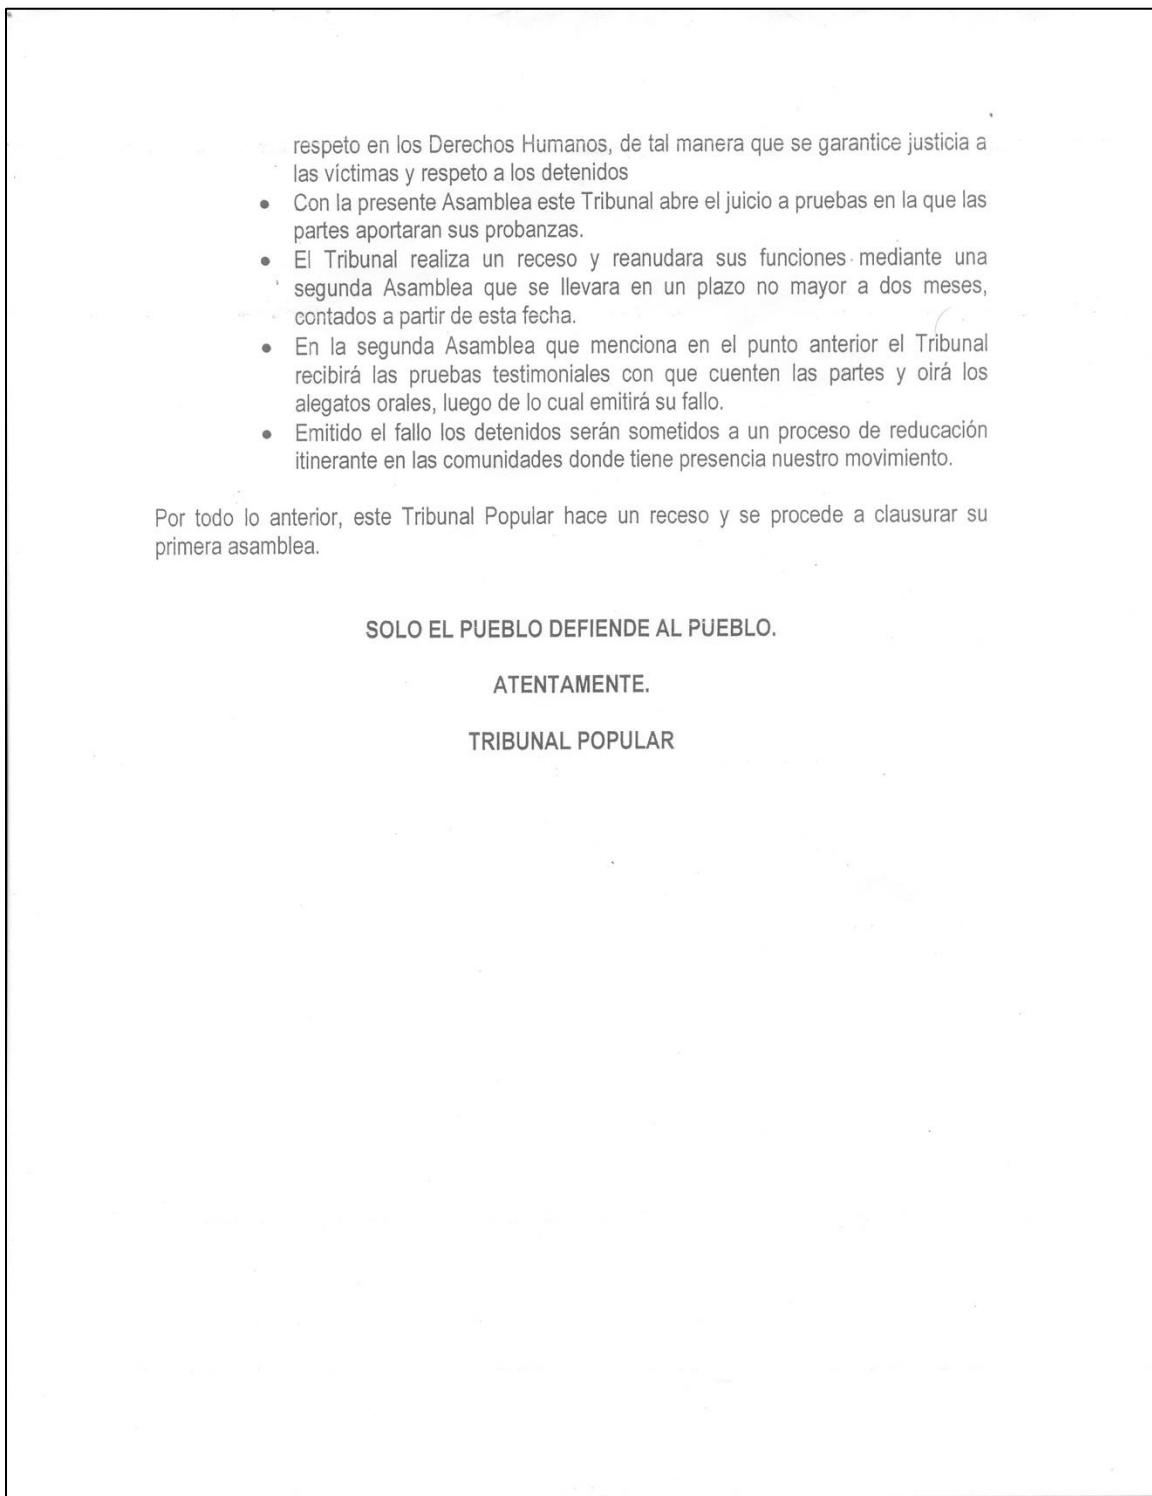 respeto en los Derechos Humanos, de tal manera que se garantice justicia a
las víctimas y respeto a los detenidos
• Con la presente Asamblea este Tribunal abre el juicio a pruebas en la que las
partes aportaran sus probanzas.
• El Tribunal realiza un receso y reanudara sus funciones mediante una
segunda Asamblea que se llevara en un plazo no mayor a dos meses,
contados a partir de esta fecha.
• En la segunda Asamblea que menciona en el punto anterior el Tribunal
recibirá las pruebas testimoniales con que cuenten las partes y oirá los
alegatos orales, luego de lo cual emitirá su fallo.
• Emitido el fallo los detenidos serán sometidos a un proceso de reducación
itinerante en las comunidades donde tiene presencia nuestro movimiento.
Por todo lo anterior, este Tribunal Popular hace un receso y se procede a clausurar su
primera asamblea.
SOLO EL PUEBLO DEFIENDE AL PUEBLO.
ATENTAMENTE.
TRIBUNAL POPULAR